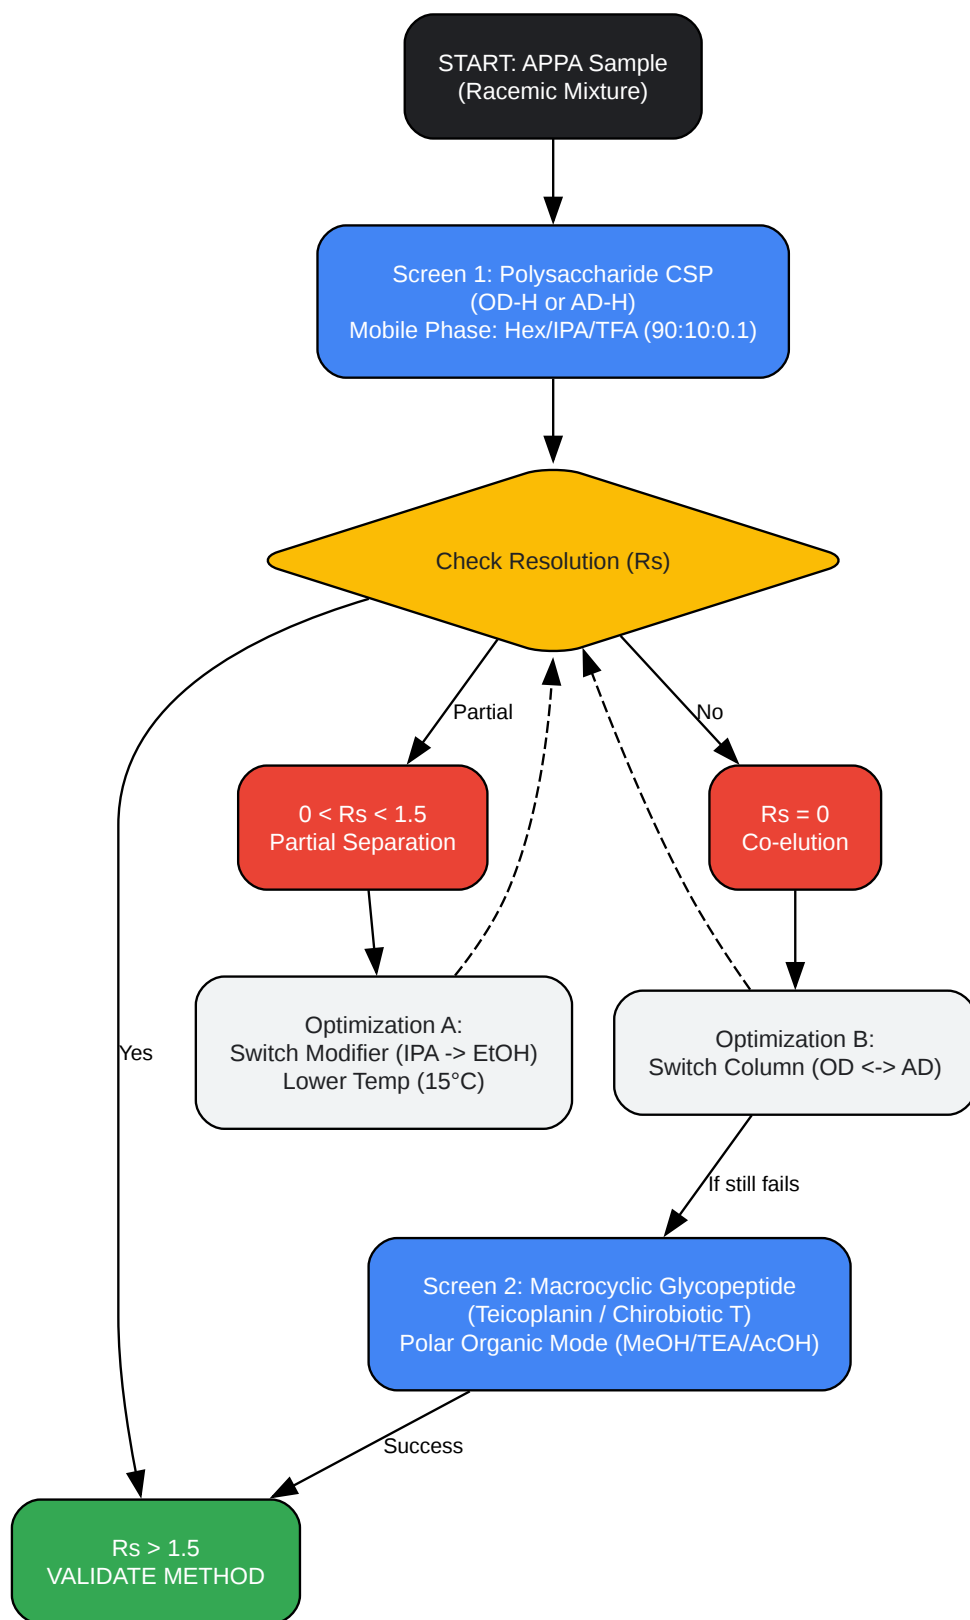 START: APPA Sample
(Racemic Mixture)
Screen 1: Polysaccharide CSP
(OD-H or AD-H)
Mobile Phase: Hex/IPA/TFA (90:10:0.1)
Check Resolution (Rs)
Partial
No
0 < Rs < 1.5
Partial Separation
Rs = 0
Co-elution
Yes
Optimization A:
Switch Modifier (IPA -> EtOH)
Lower Temp (15°C)
Optimization B:
Switch Column (OD <-> AD)
If still fails
Screen 2: Macrocyclic Glycopeptide
(Teicoplanin / Chirobiotic T)
Polar Organic Mode (MeOH/TEA/AcOH)
Success
Rs > 1.5
VALIDATE METHOD